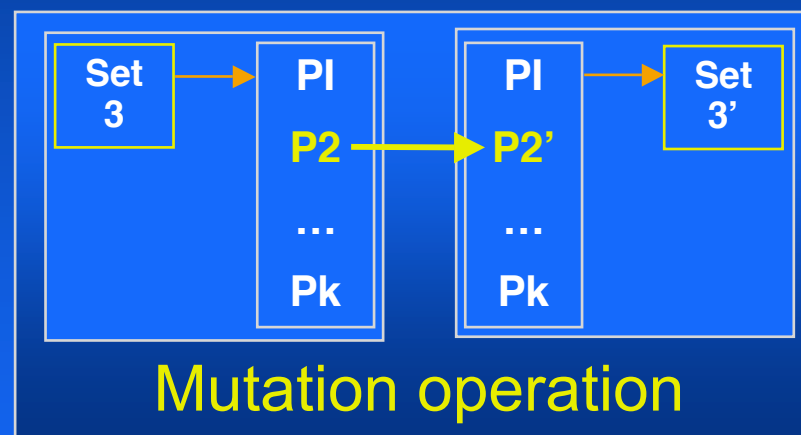 Set
3
PI
P2
…
Pk
PI
P2’
…
Pk
Set
3’
Mutation operation